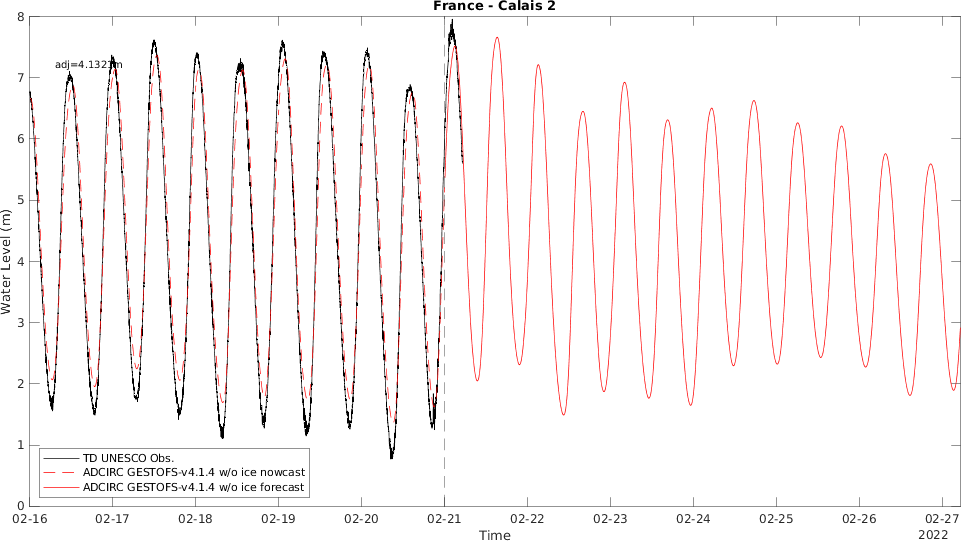 France - Calais 2
8
7
6
5
4
3
2
1
0
Water Level (m)
adj=4.1321m
TD UNESCO Obs.
ADCIRC GESTOFS-v4.1.4 w/o ice nowcast
ADCIRC GESTOFS-v4.1.4 w/o ice forecast
02-16 02-17 02-18 02-19 02-20 02-21 02-22 02-23 02-24 02-25 02-26 02-27
Time
2022